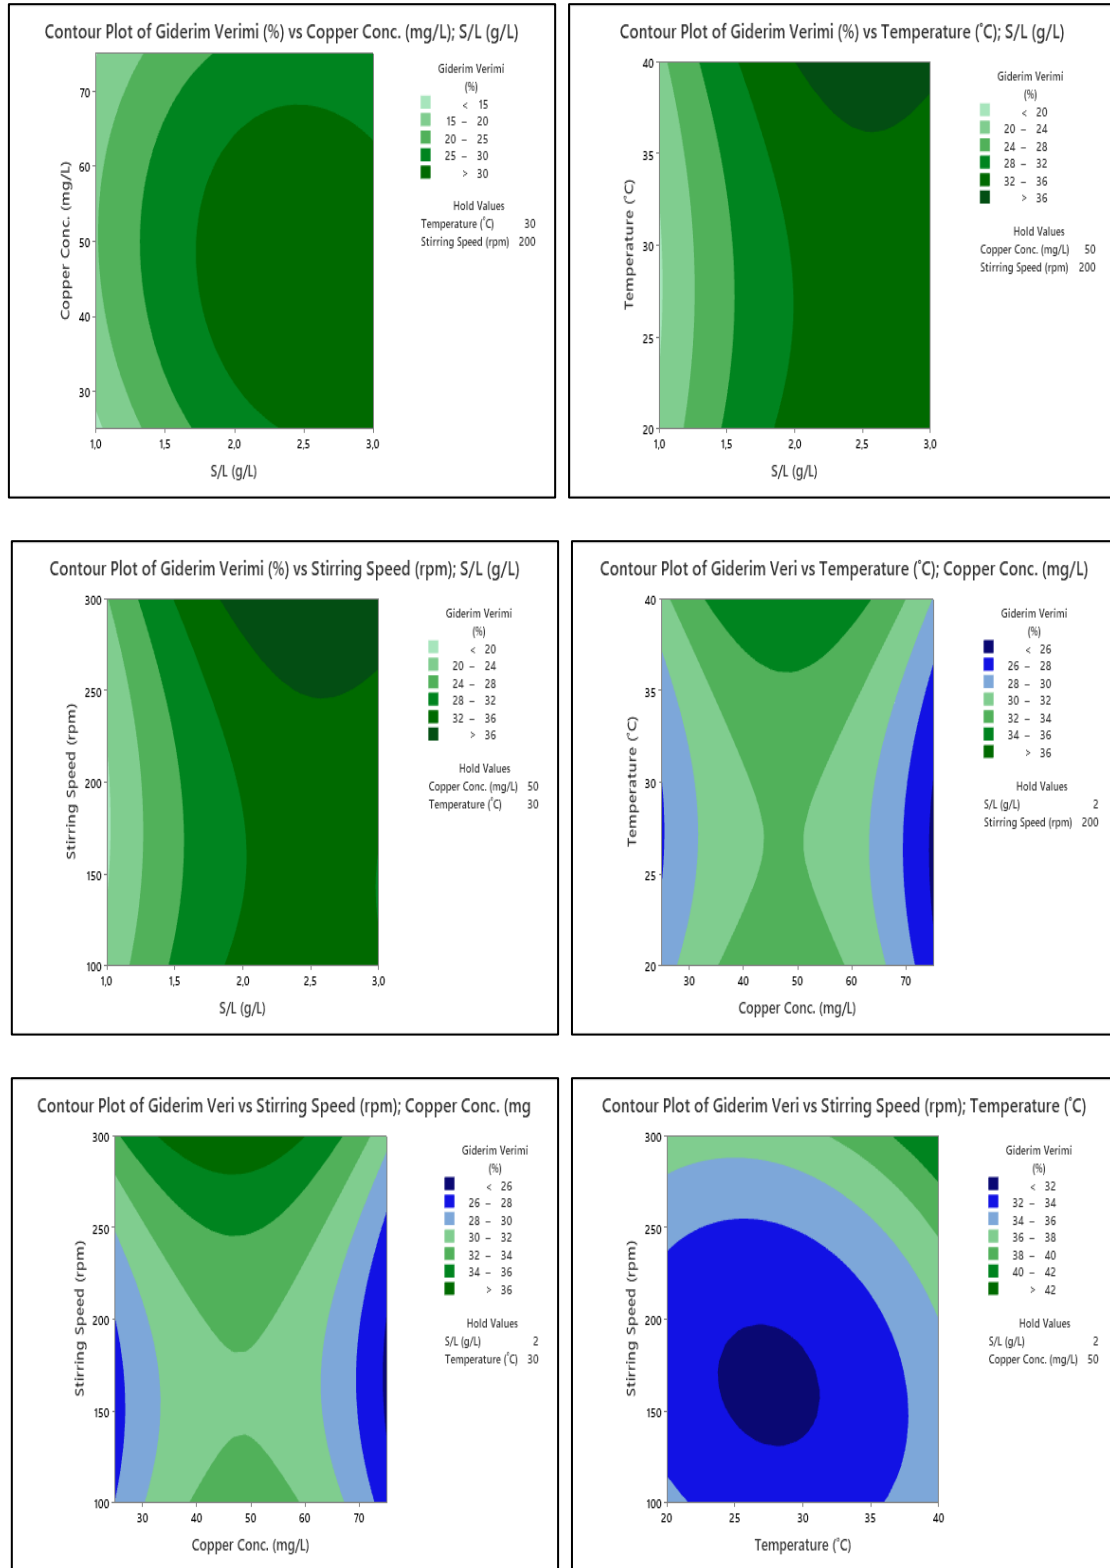 Contour Plot of Giderim Verimi (%) vs Copper Conc. (mg/L); S/L (g/L)
Giderim Verimi
(%)
< 15
15 – 20
20 – 25
25 – 30
> 30
Hold Values
Temperature (°C) 30
Stirring Speed (rpm) 200
Copper Conc. (mg/L)
70
60
50
40
30
1,0 1,5 2,0 2,5 3,0
S/L (g/L)
Contour Plot of Giderim Verimi (%) vs Temperature (°C); S/L (g/L)
Giderim Verimi
(%)
< 20
20 – 24
24 – 28
28 – 32
32 – 36
> 36
Hold Values
Copper Conc. (mg/L) 50
Stirring Speed (rpm) 200
Temperature (°C)
40
35
30
25
20
1,0 1,5 2,0 2,5 3,0
S/L (g/L)
Contour Plot of Giderim Verimi (%) vs Stirring Speed (rpm); S/L (g/L)
Giderim Verimi
(%)
< 20
20 – 24
24 – 28
28 – 32
32 – 36
> 36
Hold Values
Copper Conc. (mg/L) 50
Temperature (°C) 30
Stirring Speed (rpm)
300
250
200
150
100
1,0 1,5 2,0 2,5 3,0
S/L (g/L)
Contour Plot of Giderim Veri vs Temperature (°C); Copper Conc. (mg/L)
Giderim Verimi
(%)
< 26
26 – 28
28 – 30
30 – 32
32 – 34
34 – 36
> 36
Hold Values
S/L (g/L) 2
Stirring Speed (rpm) 200
Temperature (°C)
40
35
30
25
20
30 40 50 60 70
Copper Conc. (mg/L)
Contour Plot of Giderim Veri vs Stirring Speed (rpm); Copper Conc. (mg
Giderim Verimi
(%)
< 26
26 – 28
28 – 30
30 – 32
32 – 34
34 – 36
> 36
Hold Values
S/L (g/L) 2
Temperature (°C) 30
Stirring Speed (rpm)
300
250
200
150
100
30 40 50 60 70
Copper Conc. (mg/L)
Contour Plot of Giderim Veri vs Stirring Speed (rpm); Temperature (°C)
Giderim Verimi
(%)
< 32
32 – 34
34 – 36
36 – 38
38 – 40
40 – 42
> 42
Hold Values
S/L (g/L) 2
Copper Conc. (mg/L) 50
Stirring Speed (rpm)
300
250
200
150
100
20 25 30 35 40
Temperature (°C)